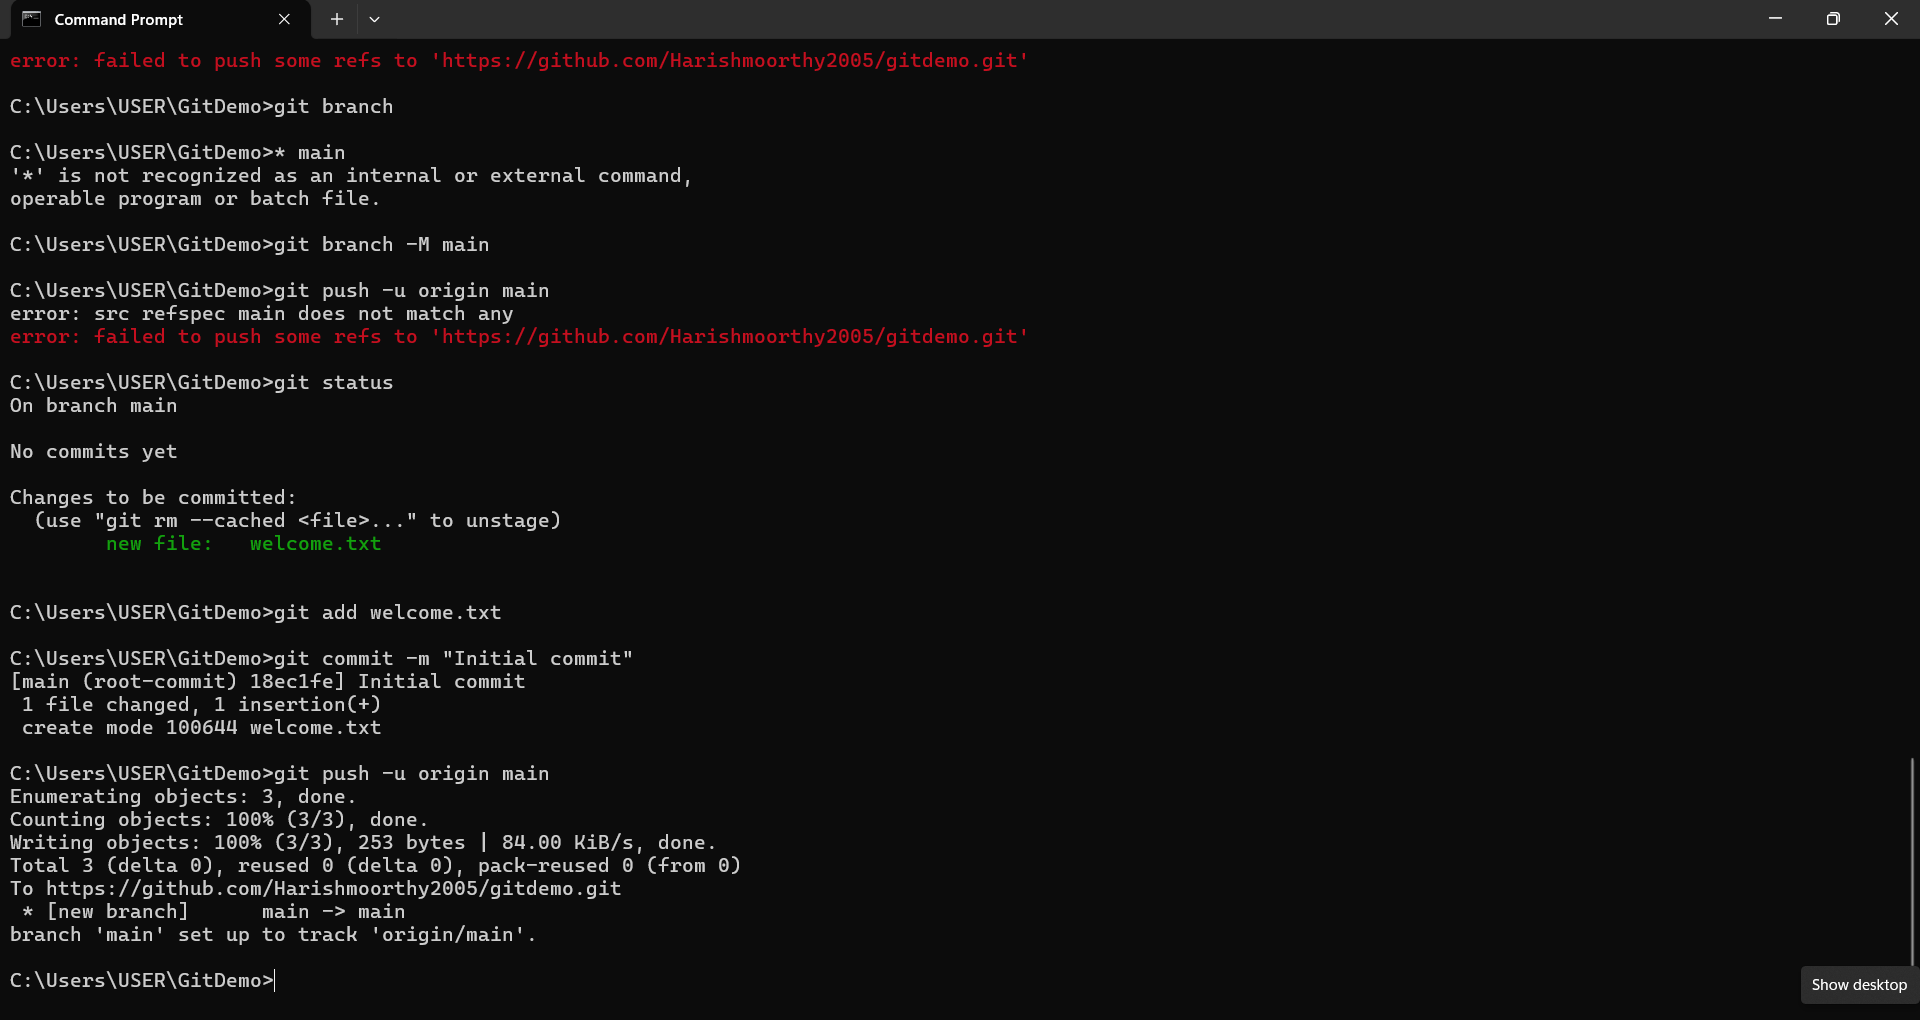 Command Prompt
error: failed to push some refs to 'https://github.com/Harishmoorthy2005/gitdemo.git'
C:\Users\USER\GitDemo>git branch
C:\Users\USER\GitDemo>* main
'*' is not recognized as an internal or external command,
operable program or batch file.
C:\Users\USER\GitDemo>git branch -M main
C:\Users\USER\GitDemo>git push -u origin main
error: src refspec main does not match any
error: failed to push some refs to 'https://github.com/Harishmoorthy2005/gitdemo.git'
C:\Users\USER\GitDemo>git status
On branch main
No commits yet
Changes to be committed:
  (use "git rm --cached <file>..." to unstage)
        new file:   welcome.txt
C:\Users\USER\GitDemo>git add welcome.txt
C:\Users\USER\GitDemo>git commit -m "Initial commit"
[main (root-commit) 18ec1fe] Initial commit
 1 file changed, 1 insertion(+)
 create mode 100644 welcome.txt
C:\Users\USER\GitDemo>git push -u origin main
Enumerating objects: 3, done.
Counting objects: 100% (3/3), done.
Writing objects: 100% (3/3), 253 bytes | 84.00 KiB/s, done.
Total 3 (delta 0), reused 0 (delta 0), pack-reused 0 (from 0)
To https://github.com/Harishmoorthy2005/gitdemo.git
 * [new branch]      main -> main
branch 'main' set up to track 'origin/main'.
C:\Users\USER\GitDemo>
Show desktop